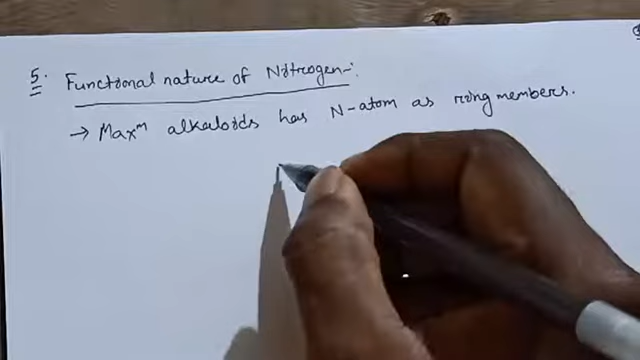 5. Functional nature of Nitrogen:-
→ Maxᵐ alkaloids has N-atom as ring members.